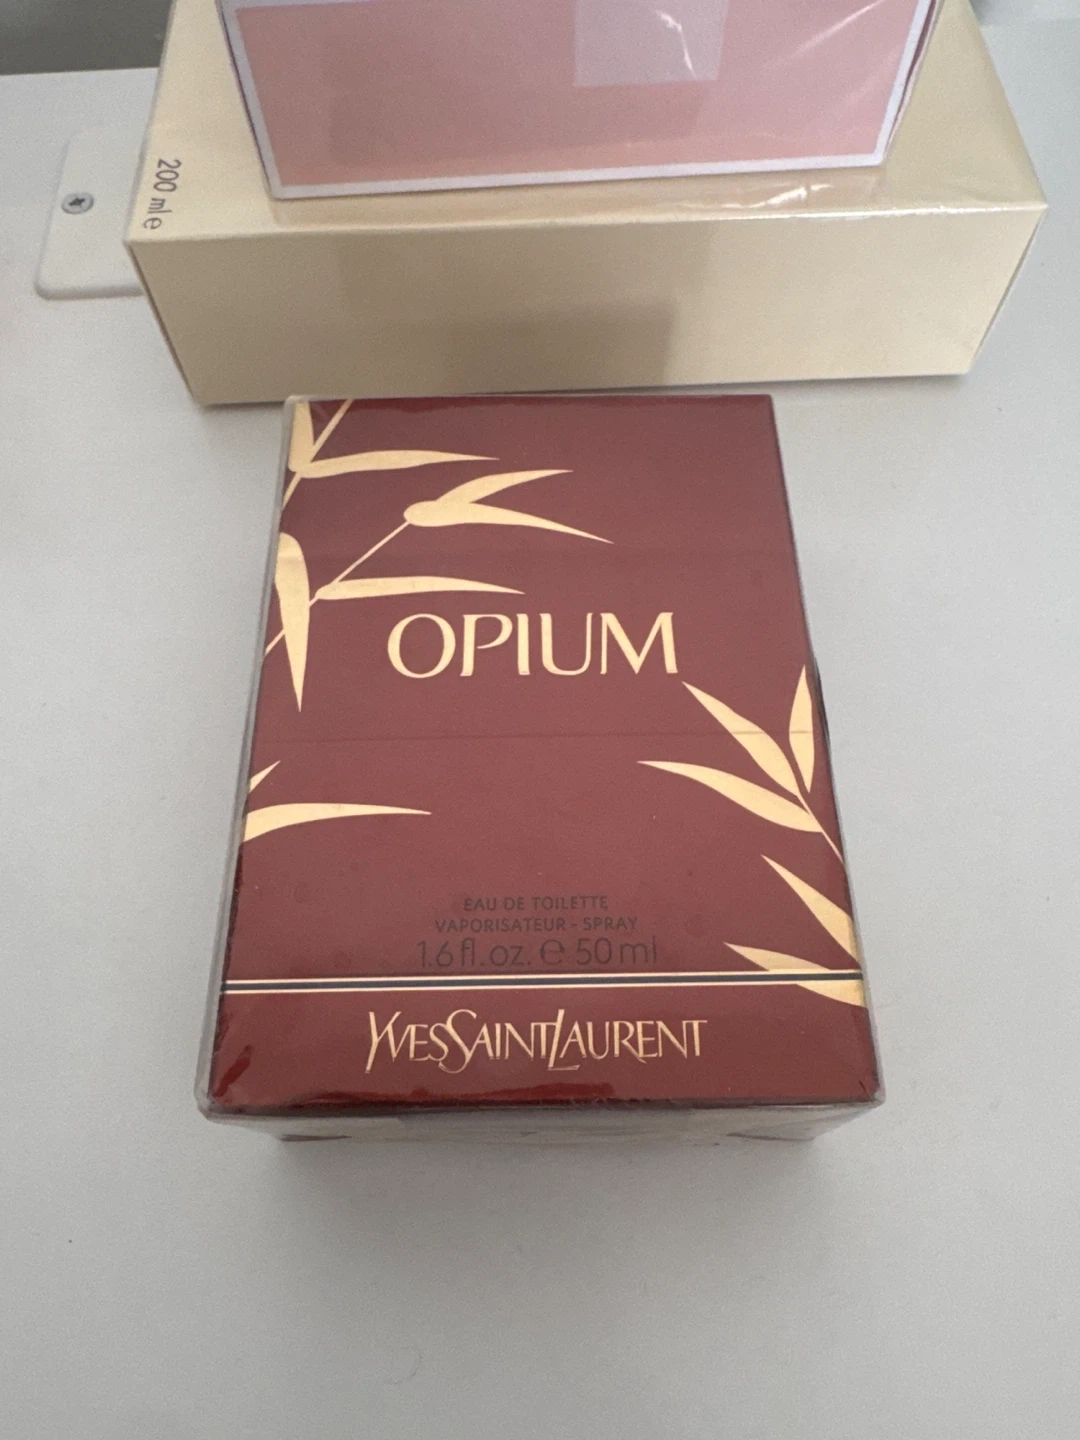 200 ml e
OPIUM
EAU DE TOILETTE
VAPORISATEUR - SPRAY
1.6 fl.oz. ℮ 50 ml
YVESSAINTLAURENT